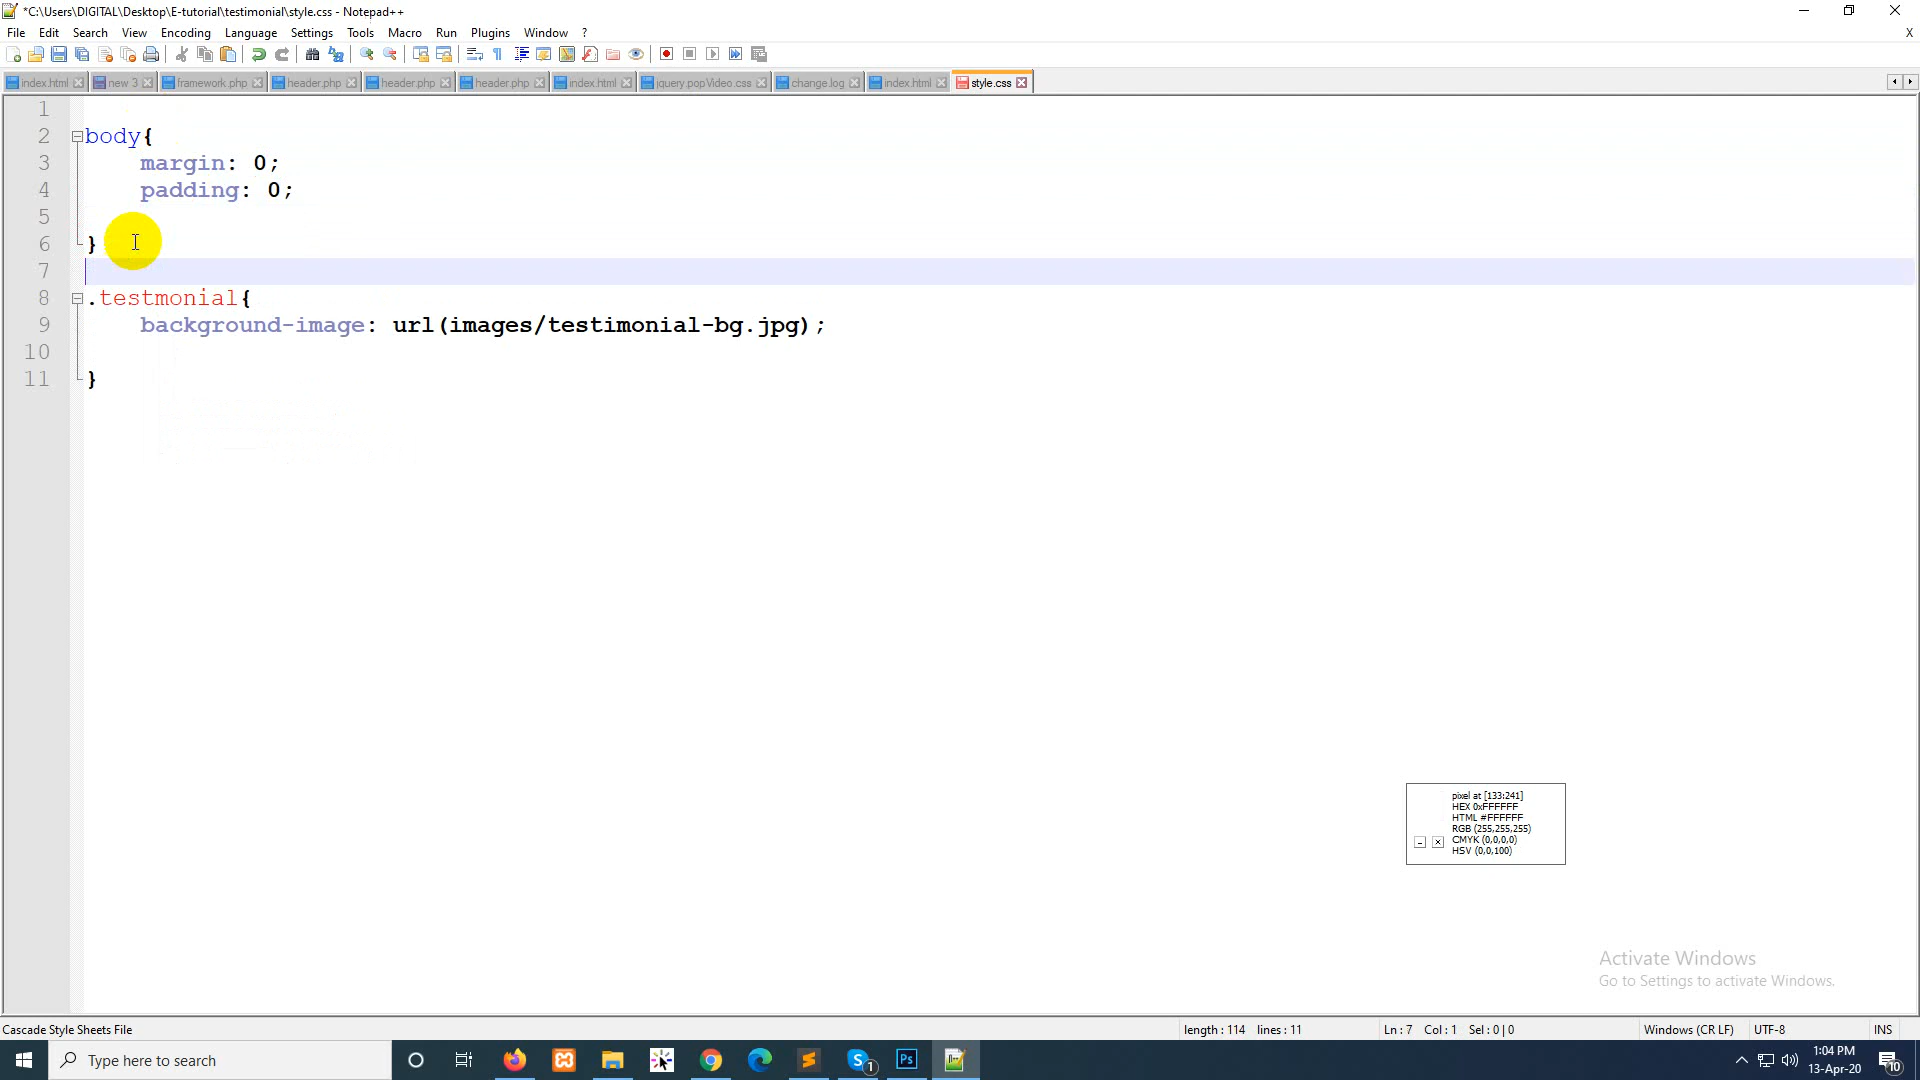 *C:\Users\DIGITAL\Desktop\E-tutorial\testimonial\style.css - Notepad++
File Edit Search View Encoding Language Settings Tools Macro Run Plugins Window ? X
index.html new 3 framework.php header.php header.php header.php index.html jquery.popVideo.css change.log index.html style.css
1
2 body{
3 margin: 0;
4 padding: 0;
5
6 }
7
8 .testmonial{
9 background-image: url(images/testimonial-bg.jpg);
10
11 }
pixel at [133:241]
HEX 0xFFFFFF
HTML #FFFFFF
RGB (255,255,255)
CMYK (0,0,0,0)
HSV (0,0,100)
Activate Windows
Go to Settings to activate Windows.
Cascade Style Sheets File length : 114 lines : 11 Ln : 7 Col : 1 Sel : 0 | 0 Windows (CR LF) UTF-8 INS
Type here to search
1
Ps
1:04 PM
13-Apr-20
10